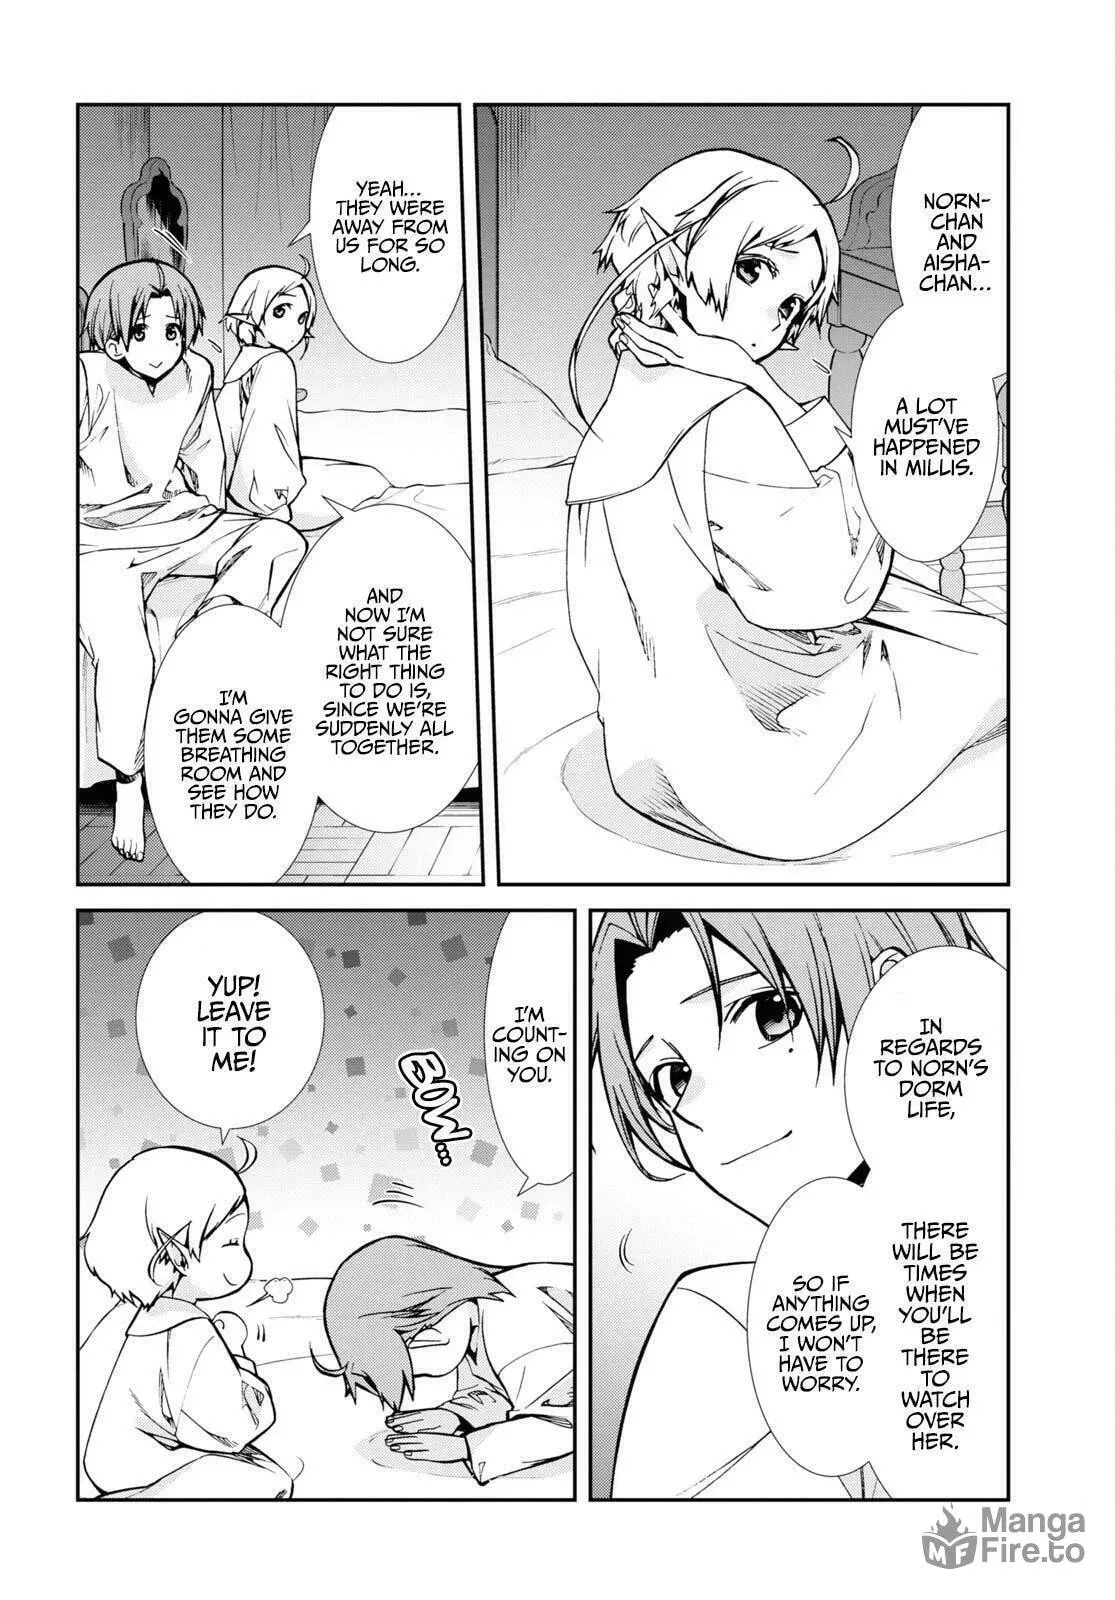 NORN-
CHAN
AND
AISHA-
CHAN...
A LOT
MUST'VE
HAPPENED
IN MILLIS.
YEAH...
THEY WERE
AWAY FROM
US FOR SO
LONG.
AND
NOW I'M
NOT SURE
WHAT THE
RIGHT THING
TO DO IS,
SINCE WE'RE
SUDDENLY ALL
TOGETHER.
I'M
GONNA GIVE
THEM SOME
BREATHING
ROOM AND
SEE HOW
THEY DO.
IN
REGARDS
TO NORN'S
DORM
LIFE,
THERE
WILL BE
TIMES
WHEN
YOU'LL
BE
THERE
TO
WATCH
OVER
HER.
SO IF
ANYTHING
COMES UP,
I WON'T
HAVE TO
WORRY.
I'M
COUNT-
ING ON
YOU.
BOW...
YUP!
LEAVE
IT TO
ME!
MF
Manga
Fire.to